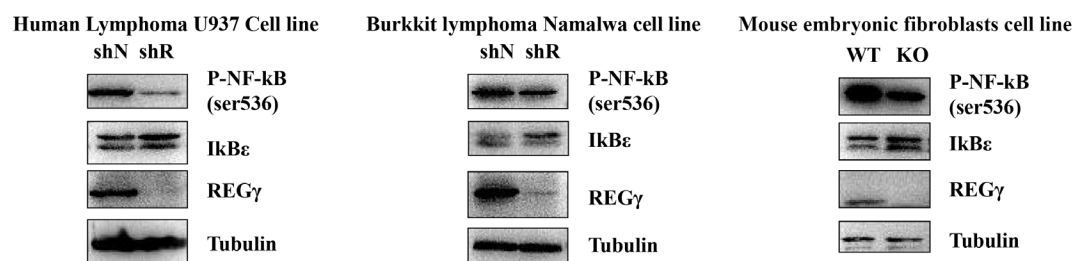 Human Lymphoma U937 Cell line
shN shR
P-NF-kB
(ser536)
IkBε
REGγ
Tubulin
Burkkit lymphoma Namalwa cell line
shN shR
P-NF-kB
(ser536)
IkBε
REGγ
Tubulin
Mouse embryonic fibroblasts cell line
WT KO
P-NF-kB
(ser536)
IkBε
REGγ
Tubulin